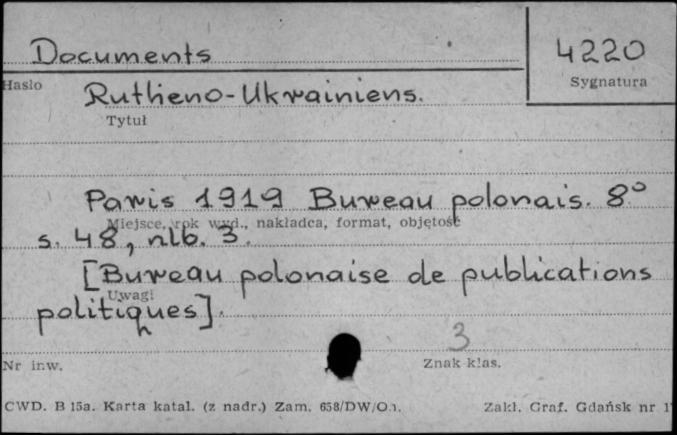 Documents
4220
Hasło
Sygnatura
Rutheno-Ukrainiens.
Tytuł
Paris 1919 Bureau polonais. 8°
Miejsce, rok wyd., nakładca, format, objętość
s. 48, nlb. 3.
[Bureau polonaise de publications
Uwagi
politiques].
3
Nr inw.
Znak klas.
CWD. B 15a. Karta katal. (z nadr.) Zam. 658/DW/O
Zakł. Graf. Gdańsk nr